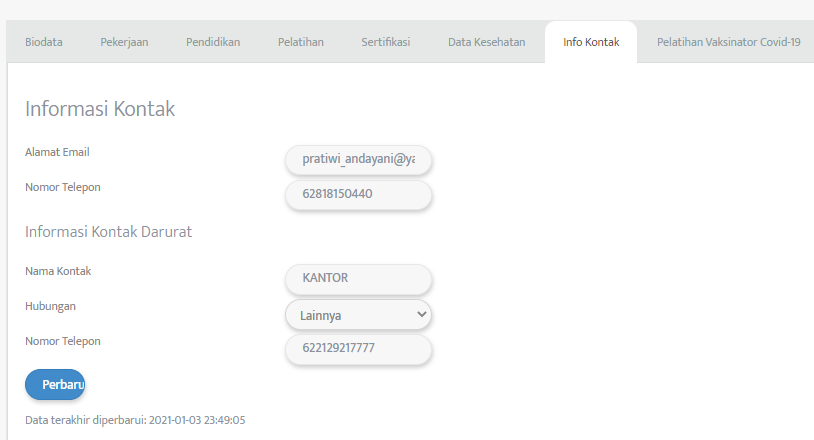 Biodata Pekerjaan Pendidikan Pelatihan Sertifikasi Data Kesehatan Info Kontak Pelatihan Vaksinator Covid-19
Informasi Kontak
Alamat Email pratiwi_andayani@ya
Nomor Telepon 62818150440
Informasi Kontak Darurat
Nama Kontak KANTOR
Hubungan Lainnya
Nomor Telepon 622129217777
Perbaru
Data terakhir diperbarui: 2021-01-03 23:49:05